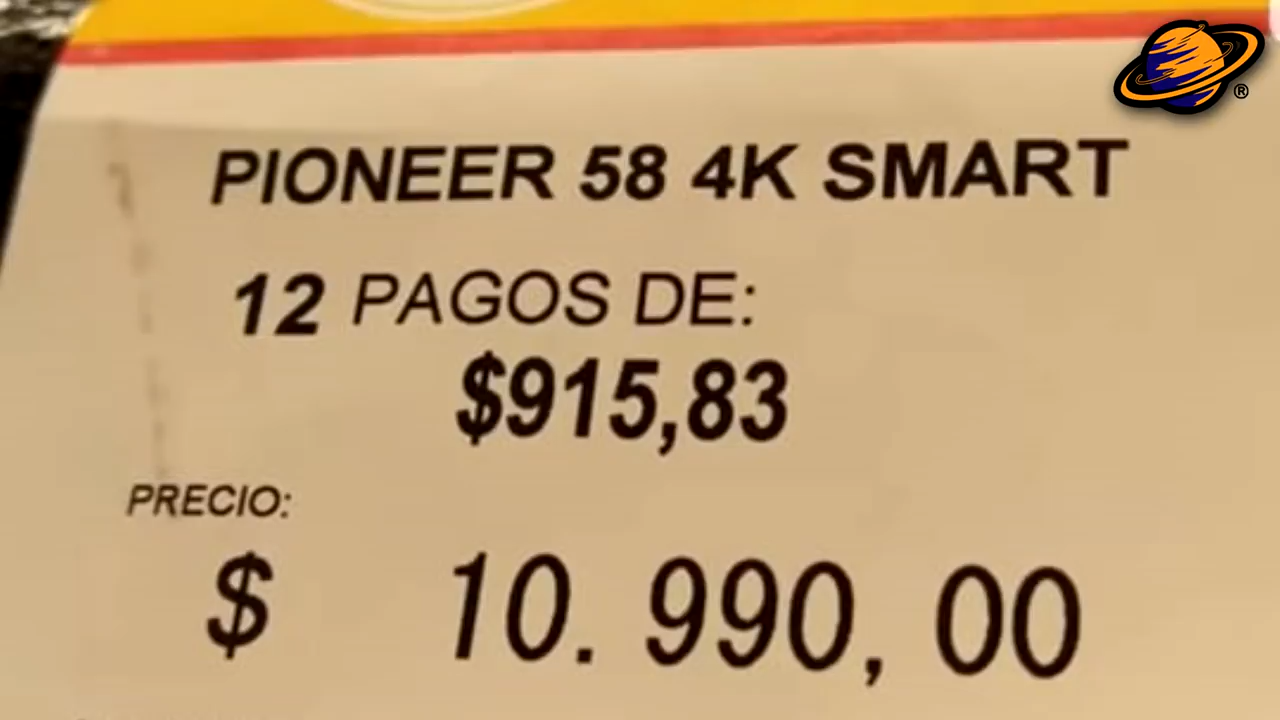 PIONEER 58 4K SMART
12 PAGOS DE:
$915,83
PRECIO:
$ 10. 990, 00
®